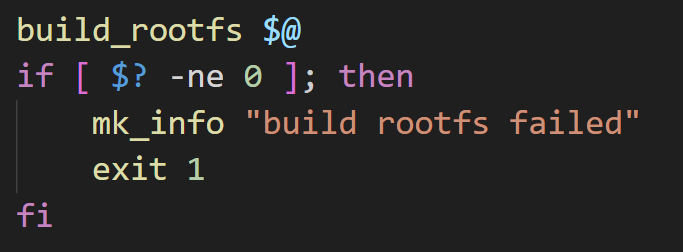 build_rootfs $@
if [ $? -ne 0 ]; then
    mk_info "build rootfs failed"
    exit 1
fi